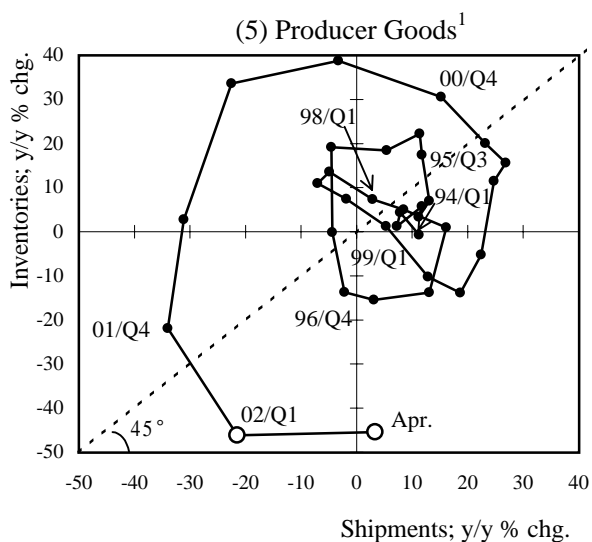 (5) Producer Goods¹
Inventories; y/y % chg.
40
30
20
10
0
-10
-20
-30
-40
-50
00/Q4
98/Q1
95/Q3
94/Q1
99/Q1
96/Q4
01/Q4
02/Q1
Apr.
45°
-50 -40 -30 -20 -10 0 10 20 30 40
Shipments; y/y % chg.